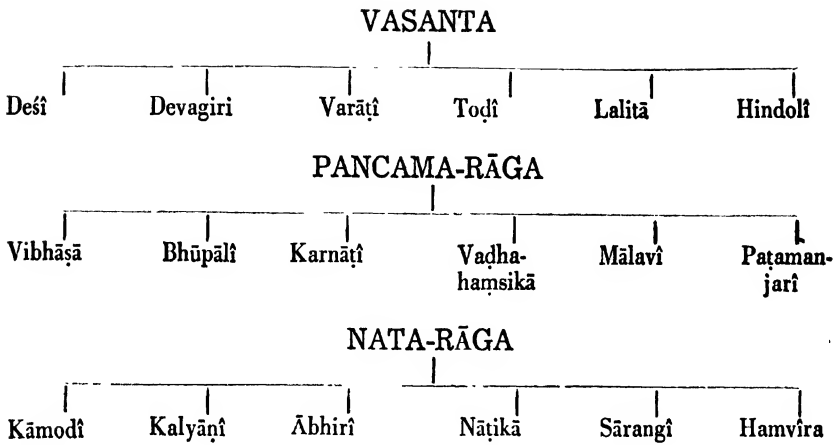 VASANTA
Deśî Devagiri Varāṭî Toḍî Lalitā Hindolî
PANCAMA-RĀGA
Vibhāṣā Bhūpālî Karnāṭî Vaḍha- Mālavî Paṭaman-
haṃsikā jarî
NATA-RĀGA
Kāmodî Kalyāṇî Ābhirî Nāṭikā Sārangî Hamvîra